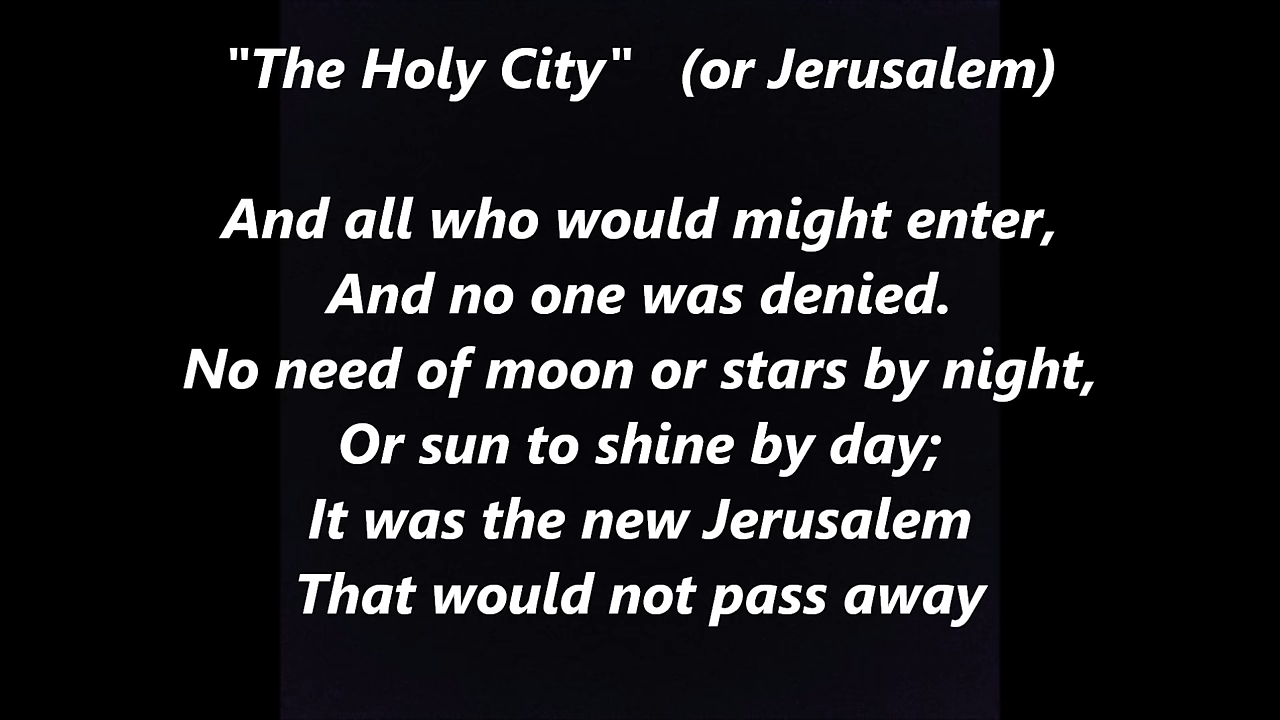 "The Holy City" (or Jerusalem)
And all who would might enter,
And no one was denied.
No need of moon or stars by night,
Or sun to shine by day;
It was the new Jerusalem
That would not pass away